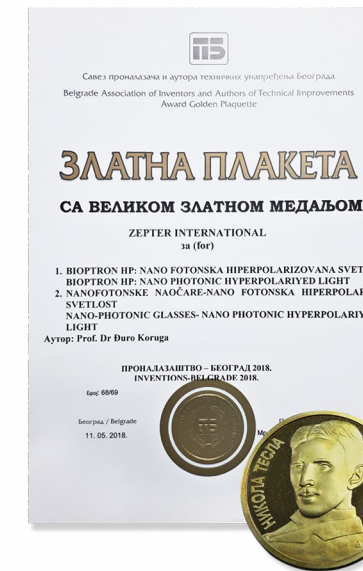 Савез проналазача и аутора техничких унапређења Београда
Belgrade Association of Inventors and Authors of Technical Improvements
Award Golden Plaquette
ЗЛАТНА ПЛАКЕТА
СА ВЕЛИКОМ ЗЛАТНОМ МЕДАЉОМ
ZEPTER INTERNATIONAL
за (for)
1. BIOPTRON HP: NANO FOTONSKA HIPERPOLARIZOVANA SVET
BIOPTRON HP: NANO PHOTONIC HYPERPOLARIYED LIGHT
2. NANOFOTONSKE NAOČARE-NANO FOTONSKA HIPERPOLAR
SVETLOST
NANO-PHOTONIC GLASSES- NANO PHOTONIC HYPERPOLARIY
LIGHT
Аутор: Prof. Dr Đuro Koruga
ПРОНАЛАЗАШТВО – БЕОГРАД 2018.
INVENTIONS-BELGRADE 2018.
Број: 68/69
Београд / Belgrade
11. 05. 2018.
НИКОЛА ТЕСЛА